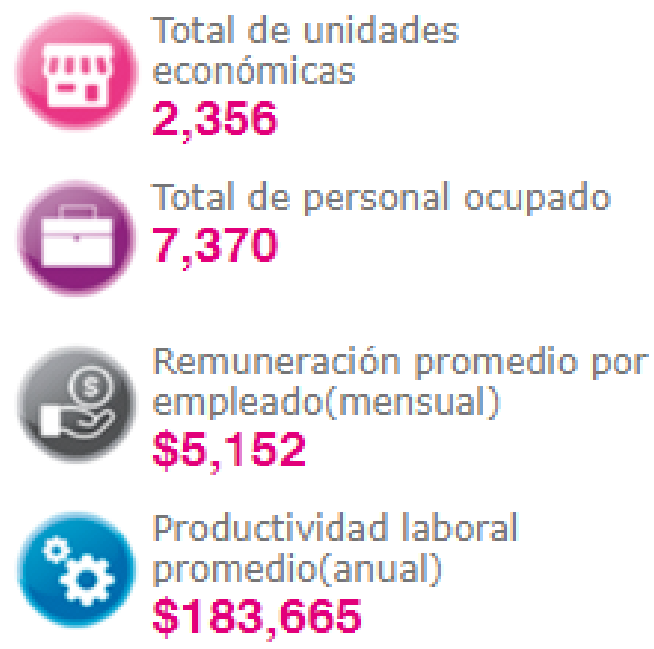 Total de unidades
económicas
2,356
Total de personal ocupado
7,370
Remuneración promedio por
empleado(mensual)
$5,152
Productividad laboral
promedio(anual)
$183,665